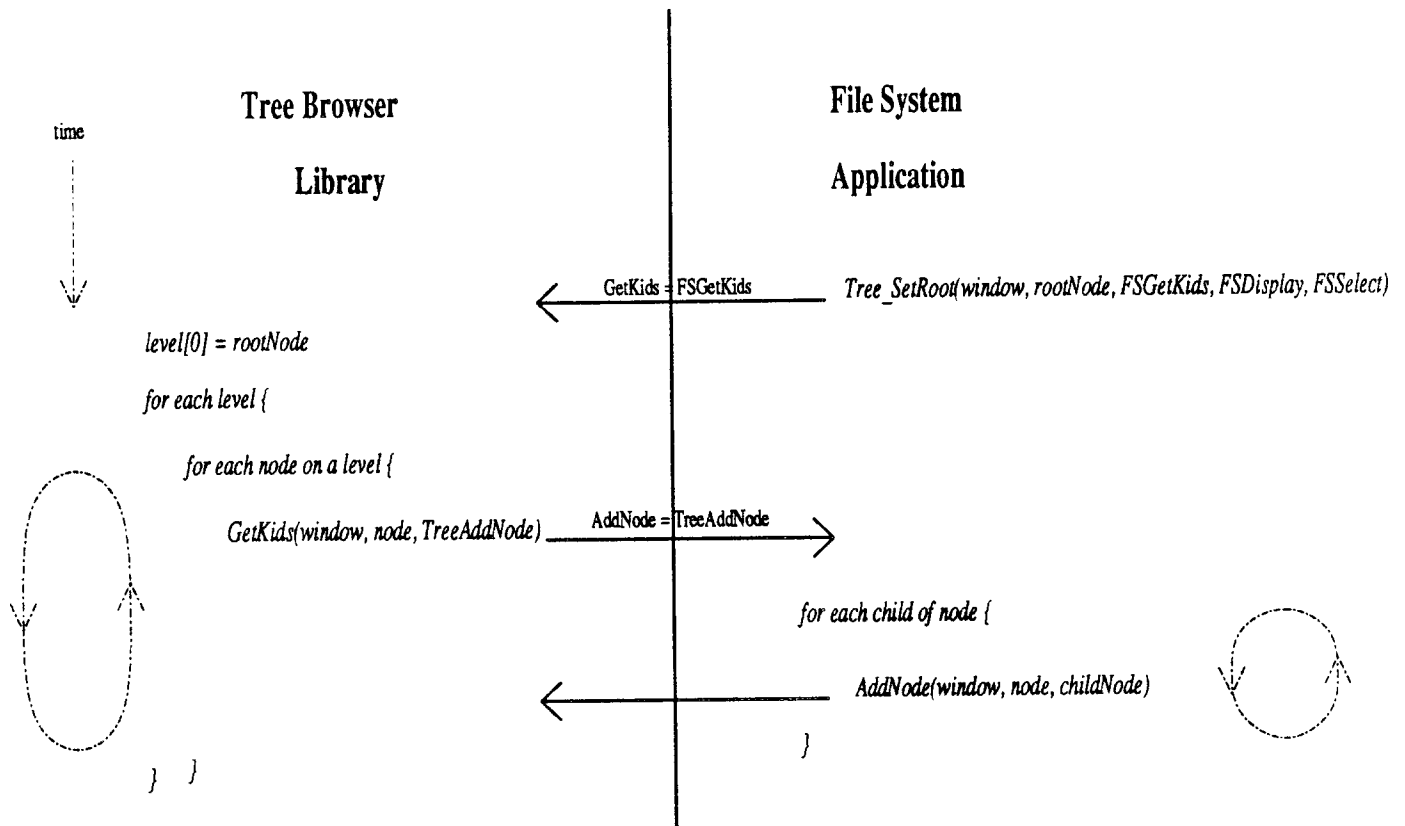 Tree Browser
Library
File System
Application
time
GetKids = FSGetKids
Tree_SetRoot(window, rootNode, FSGetKids, FSDisplay, FSSelect)
level[0] = rootNode
for each level {
for each node on a level {
GetKids(window, node, TreeAddNode)
AddNode = TreeAddNode
for each child of node {
AddNode(window, node, childNode)
}
} }